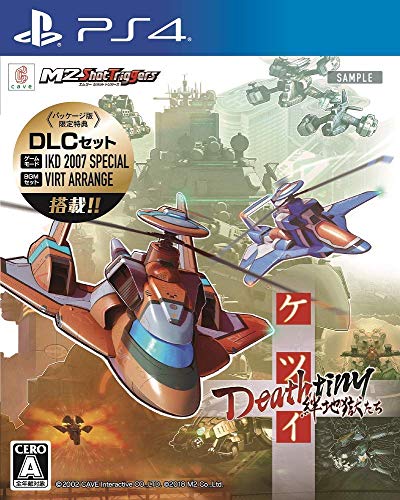 PS4
cave
M2 ShotTriggers
エムツー ショット トリガーズ
SAMPLE
パッケージ版
限定特典
DLCセット
ゲームモード
IKD 2007 SPECIAL
BGMセット
VIRT ARRANGE
搭載!!
ケツイ
Deathtiny
絆地獄たち
CERO
A
全年齢対象
©2002 CAVE Interactive CO., LTD. ©2018 M2 Co., Ltd.